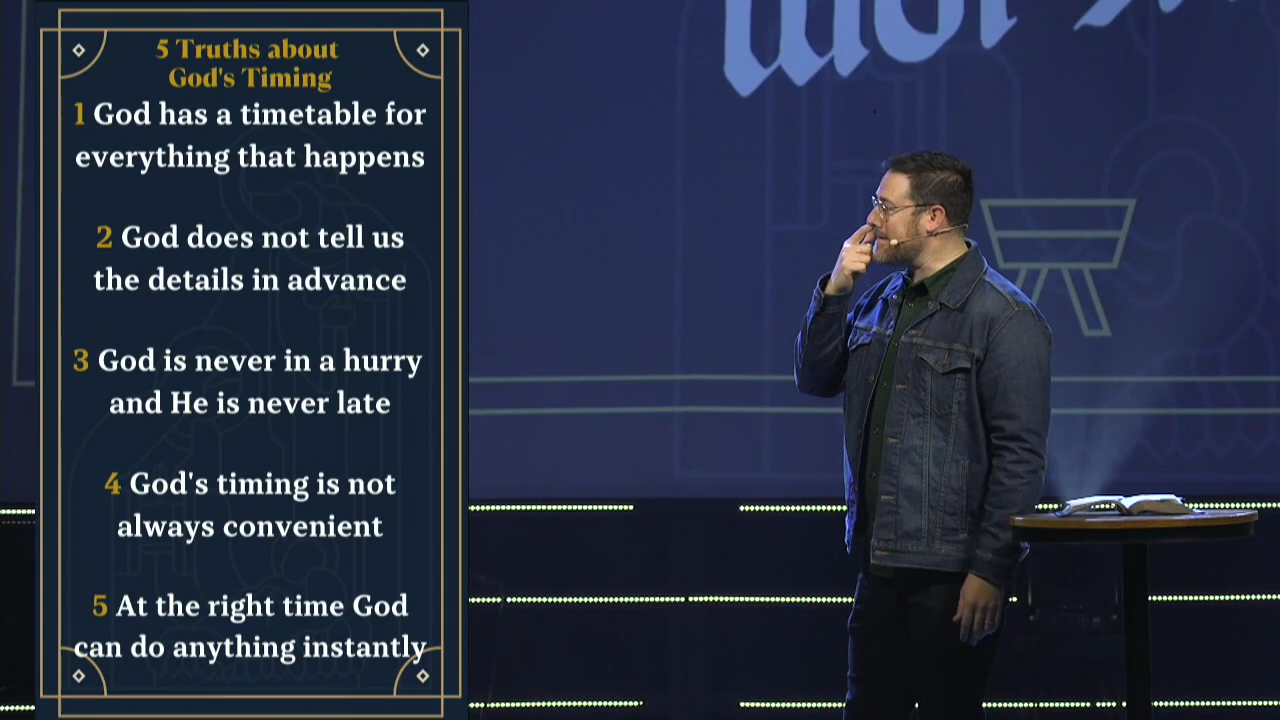 5 Truths about
God's Timing
1 God has a timetable for
everything that happens
2 God does not tell us
the details in advance
3 God is never in a hurry
and He is never late
4 God's timing is not
always convenient
5 At the right time God
can do anything instantly